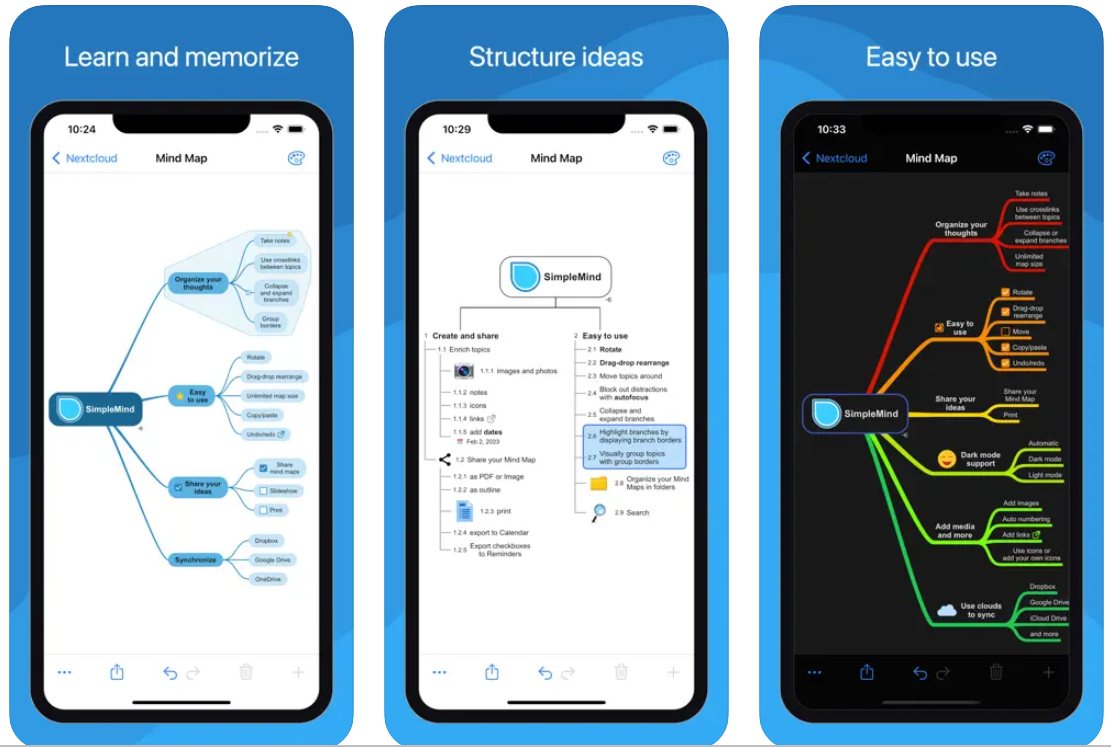 Learn and memorize
10:24
Nextcloud
Mind Map
SimpleMind
Organize your
thoughts
Take notes
Use crosslinks
between topics
Collapse
and expand
branches
Group
borders
Easy
to use
Rotate
Drag-drop rearrange
Unlimited map size
Copy/paste
Undo/redo
Share your
ideas
Share
mind maps
Slideshow
Print
Synchronize
Dropbox
Google Drive
OneDrive
Structure ideas
10:29
Nextcloud
Mind Map
SimpleMind
1 Create and share
1.1 Enrich topics
1.1.1 images and photos
1.1.2 notes
1.1.3 icons
1.1.4 links
1.1.5 add dates
Feb 2, 2023
1.2 Share your Mind Map
1.2.1 as PDF or Image
1.2.2 as outline
1.2.3 print
1.2.4 export to Calendar
1.2.5 Export checkboxes
to Reminders
2 Easy to use
2.1 Rotate
2.2 Drag-drop rearrange
2.3 Move topics around
2.4 Block out distractions
with autofocus
2.5 Collapse and
expand branches
2.6 Highlight branches by
displaying branch borders
2.7 Visually group topics
with group borders
2.8 Organize your Mind
Maps in folders
2.9 Search
Easy to use
10:33
Nextcloud
Mind Map
SimpleMind
Organize your
thoughts
Take notes
Use crosslinks
between topics
Collapse or
expand branches
Unlimited
map size
Easy to
use
Rotate
Drag-drop
rearrange
Move
Copy/paste
Undo/redo
Share your
ideas
Share your
Mind Map
Print
Dark mode
support
Automatic
Dark mode
Light mode
Add media
and more
Add images
Auto numbering
Add links
Use icons or
add your own icons
Use clouds
to sync
Dropbox
Google Drive
iCloud Drive
and more